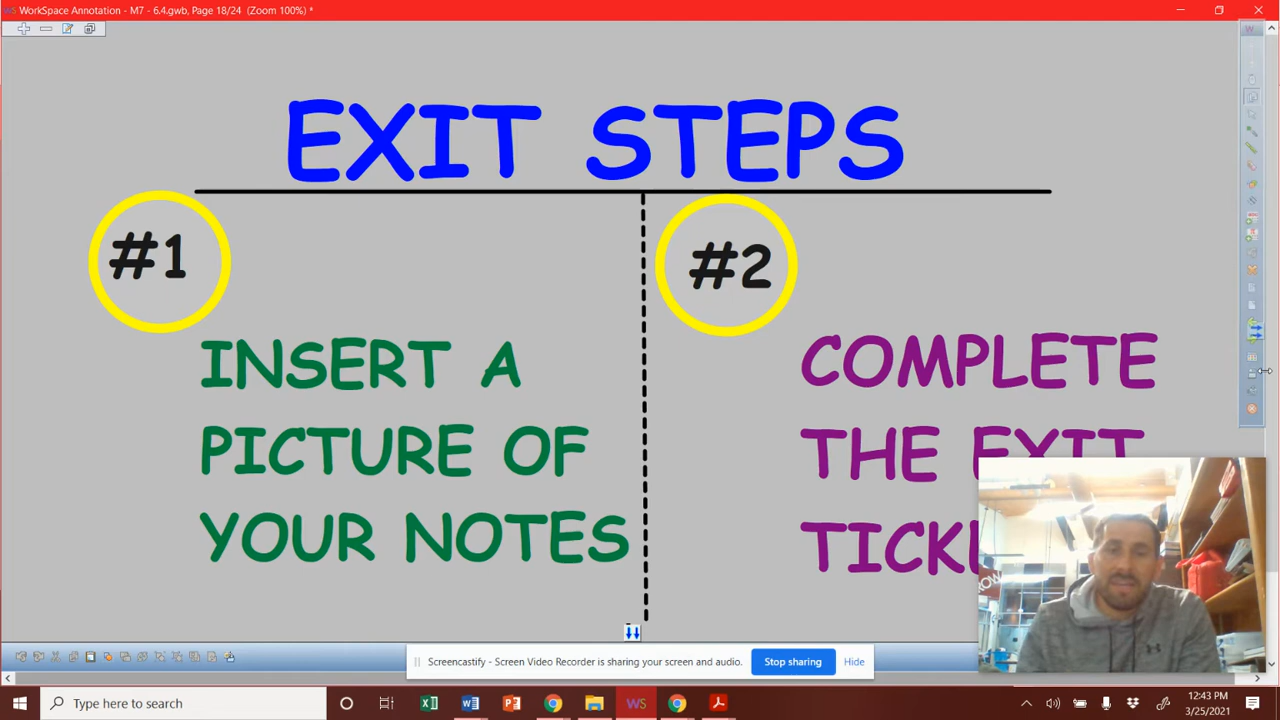 WorkSpace Annotation - M7 - 6.4.gwb, Page 18/24 (Zoom 100%) *
EXIT STEPS
#1
INSERT A
PICTURE OF
YOUR NOTES
#2
COMPLETE
THE EXIT
Screencastify - Screen Video Recorder is sharing your screen and audio.
Stop sharing
Hide
Type here to search
12:43 PM
3/25/2021